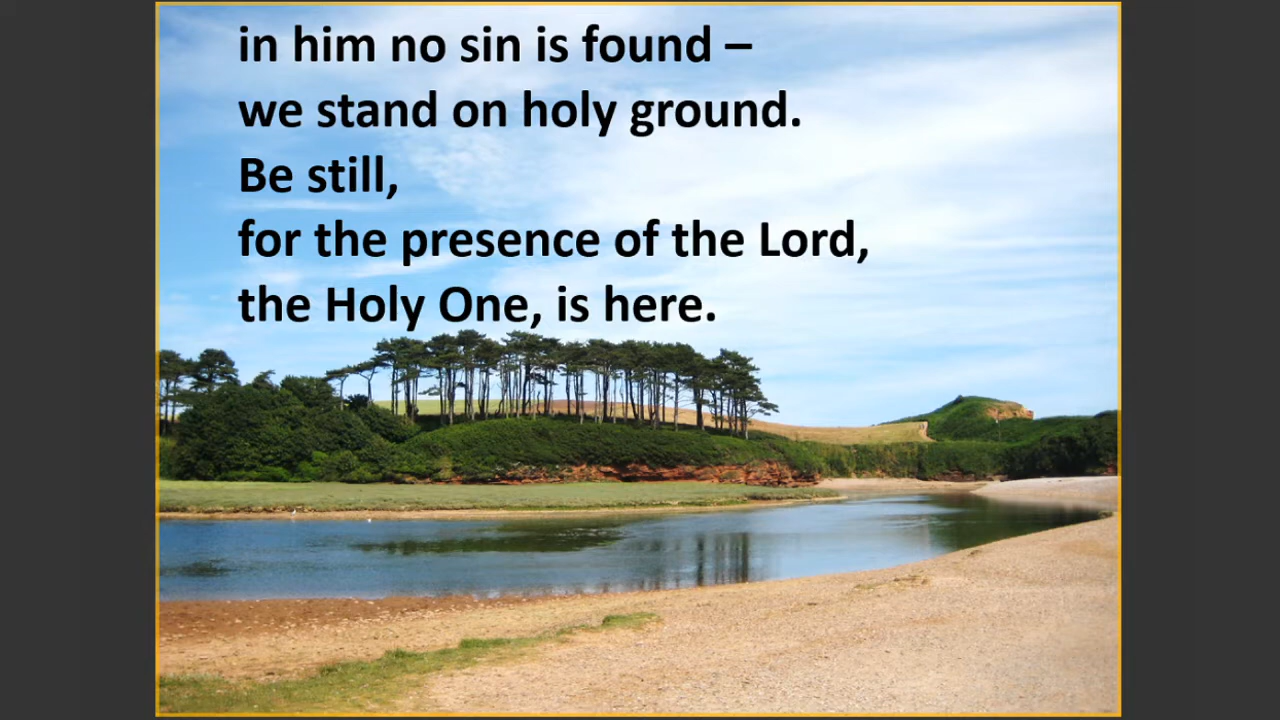 in him no sin is found –
we stand on holy ground.
Be still,
for the presence of the Lord,
the Holy One, is here.